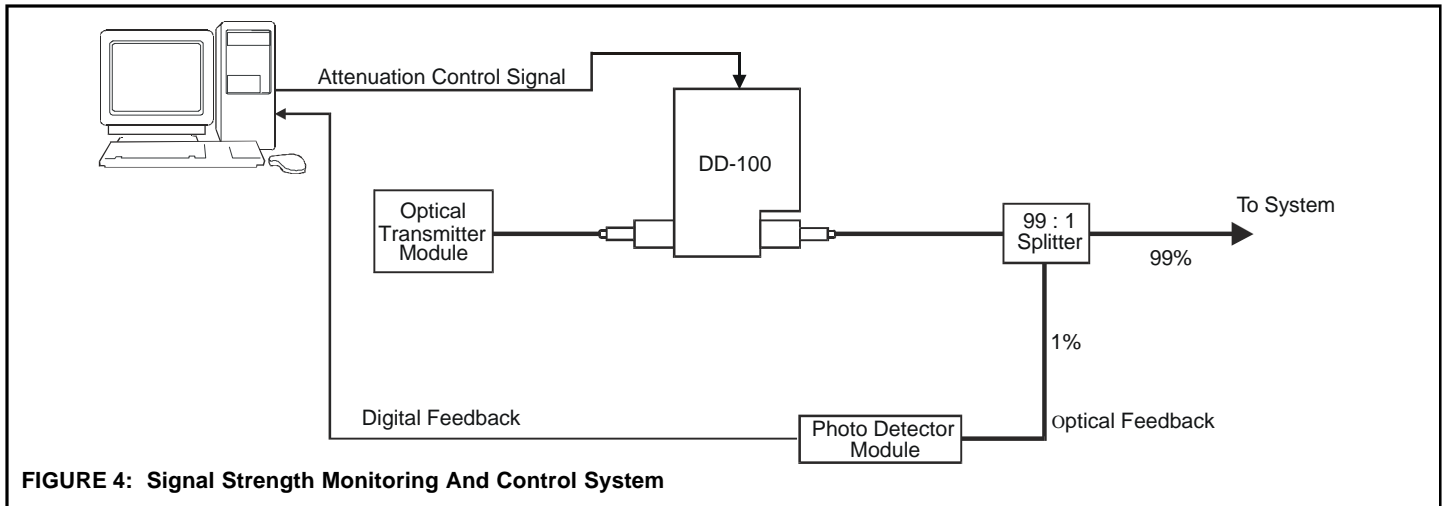 Attenuation Control Signal
DD-100
Optical
Transmitter
Module
99 : 1
Splitter
To System
99%
1%
Digital Feedback
Photo Detector
Module
Optical Feedback
FIGURE 4: Signal Strength Monitoring And Control System